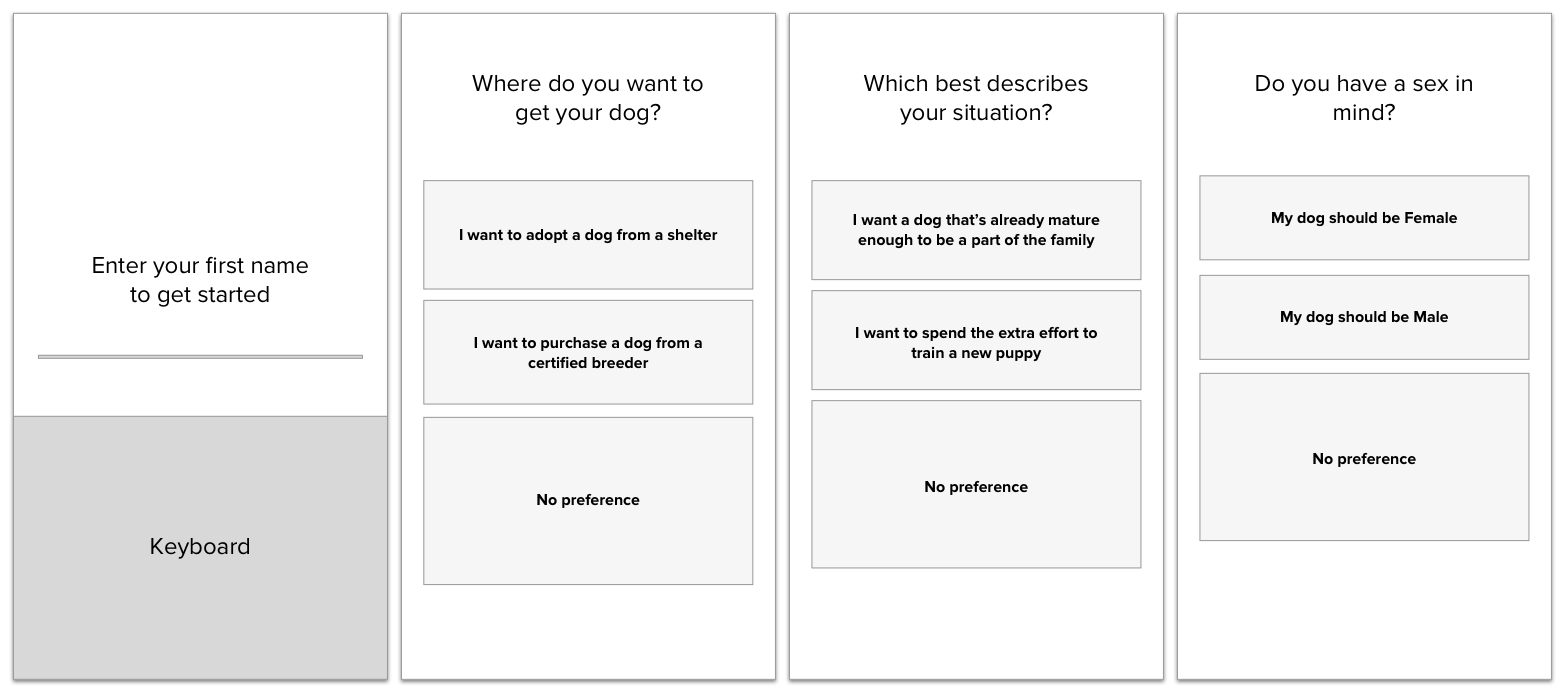 Enter your first name
to get started
Keyboard
Where do you want to
get your dog?
I want to adopt a dog from a shelter
I want to purchase a dog from a
certified breeder
No preference
Which best describes
your situation?
I want a dog that’s already mature
enough to be a part of the family
I want to spend the extra effort to
train a new puppy
No preference
Do you have a sex in
mind?
My dog should be Female
My dog should be Male
No preference